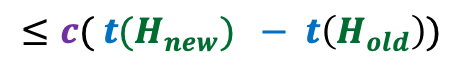 ≤ c( t(H_new) − t(H_old))